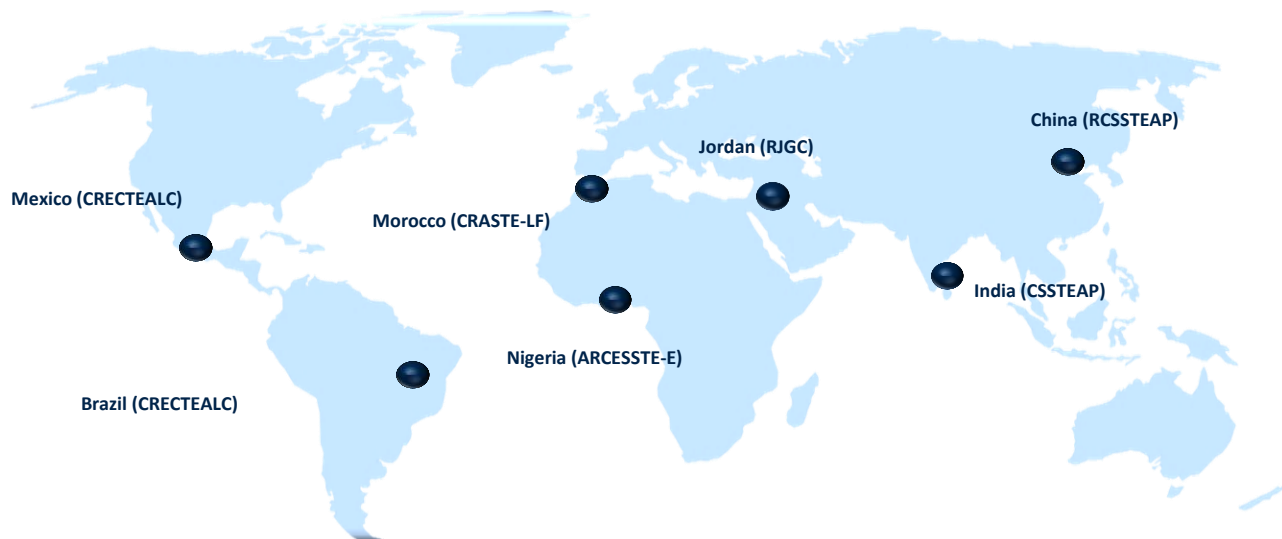 China (RCSSTEAP)
Jordan (RJGC)
Mexico (CRECTEALC)
Morocco (CRASTE-LF)
India (CSSTEAP)
Nigeria (ARCESSTE-E)
Brazil (CRECTEALC)